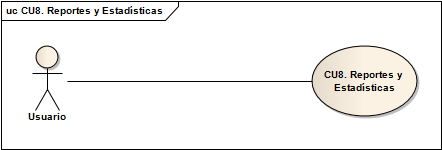 uc CU8. Reportes y Estadísticas
CU8. Reportes y
Estadísticas
Usuario